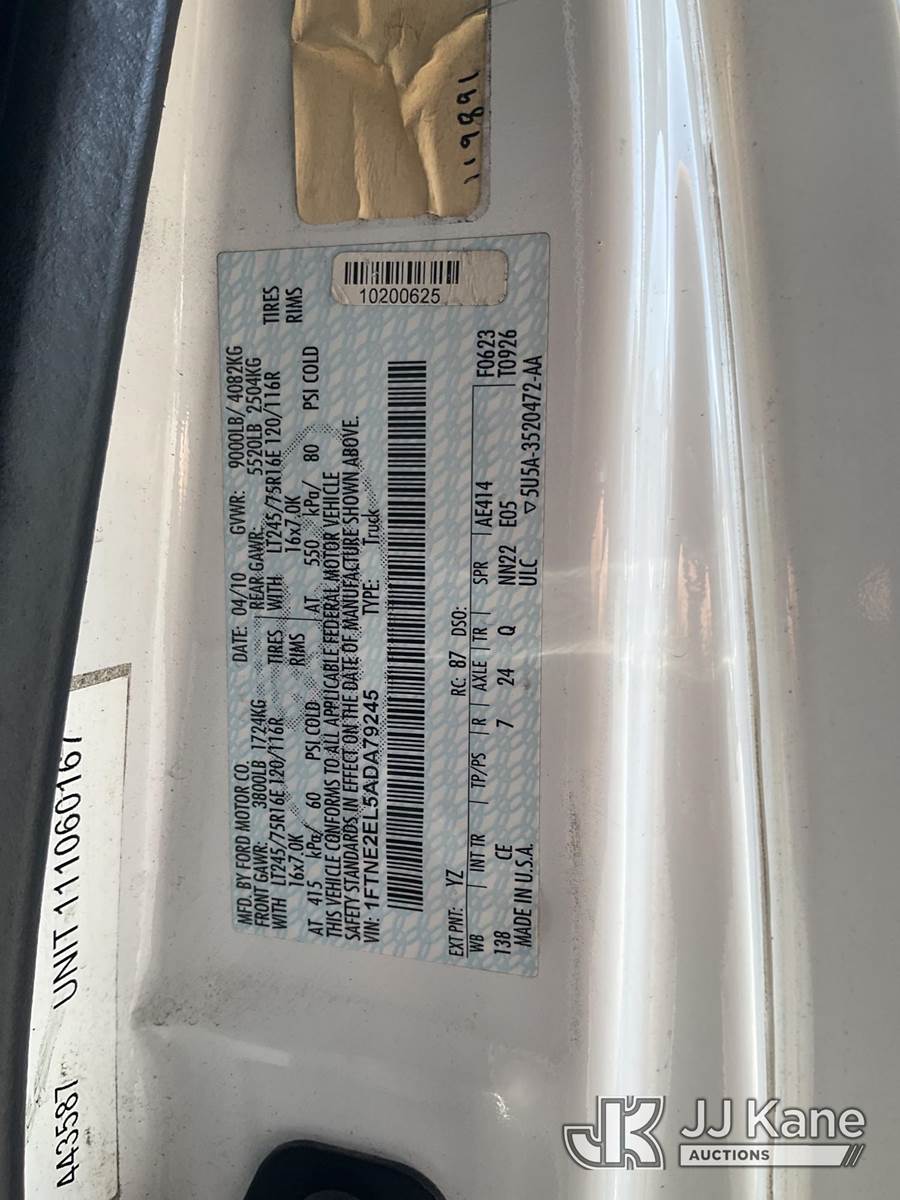 443587 UNIT 111060167
MFD. BY FORD MOTOR CO. DATE: 04/10 GVWR: 9000LB/ 4082KG
FRONT GAWR: 3800LB 1724KG REAR GAWR: 5520LB 2504KG
WITH LT245/75R16E 120/116R TIRES WITH LT245/75R16E 120/116R TIRES
16x7.0K RIMS 16x7.0K RIMS
AT 415 kPa/ 60 PSI COLD AT 550 kPa/ 80 PSI COLD
THIS VEHICLE CONFORMS TO ALL APPLICABLE FEDERAL MOTOR VEHICLE
SAFETY STANDARDS IN EFFECT ON THE DATE OF MANUFACTURE SHOWN ABOVE.
VIN: 1FTNE2EL5ADA79245 TYPE: Truck
10200625
EXT PNT: YZ RC: 87 DSO: F0623
WB INT TR TP/PS R AXLE TR SPR AE414 T0926
138 CE 7 24 Q NN22 E05
MADE IN U.S.A. ULC ▽5U5A-3520472-AA
119891
JK JJ Kane
AUCTIONS